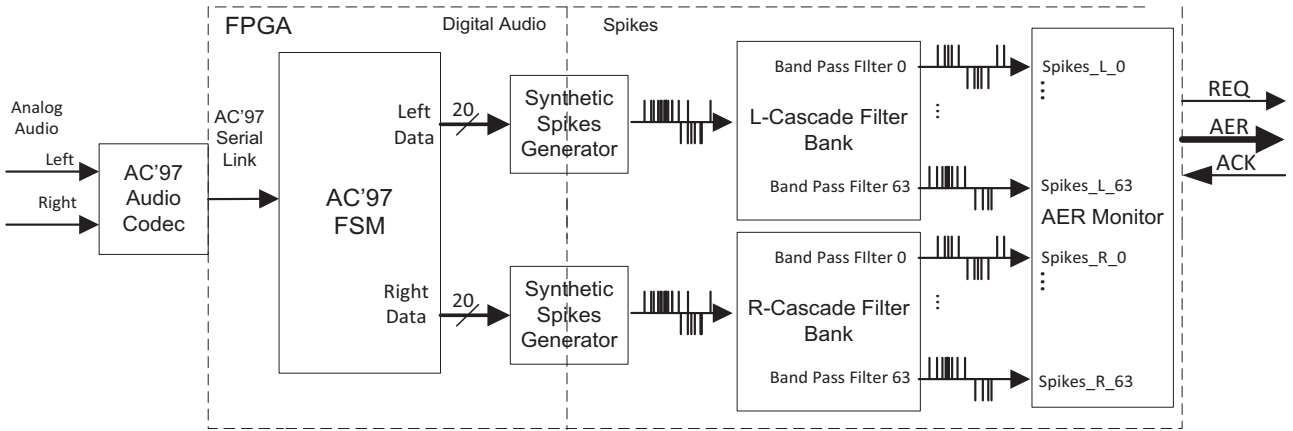 FPGA
Digital Audio
Spikes
Analog
Audio
Left
Right
AC'97
Audio
Codec
AC'97
Serial
Link
AC'97
FSM
Left
Data
20
Right
Data
20
Synthetic
Spikes
Generator
Synthetic
Spikes
Generator
Band Pass FIlter 0
L-Cascade Filter
Bank
Band Pass Filter 63
...
Band Pass FIlter 0
R-Cascade Filter
Bank
Band Pass Filter 63
...
Spikes_L_0
...
Spikes_L_63
AER Monitor
Spikes_R_0
...
Spikes_R_63
REQ
AER
ACK